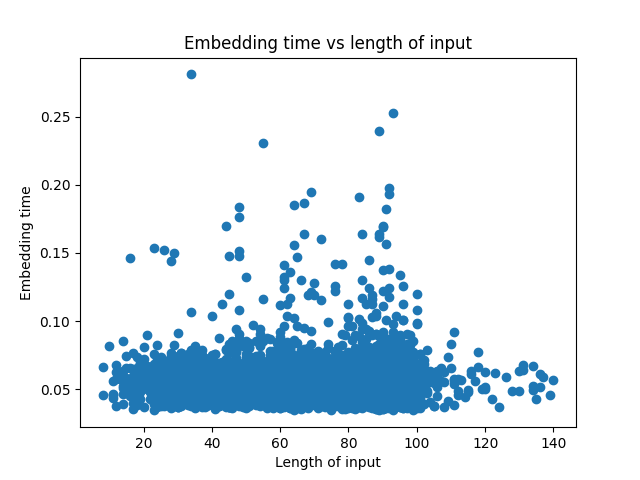 Embedding time vs length of input
0.25
0.20
0.15
0.10
0.05
Embedding time
20 40 60 80 100 120 140
Length of input